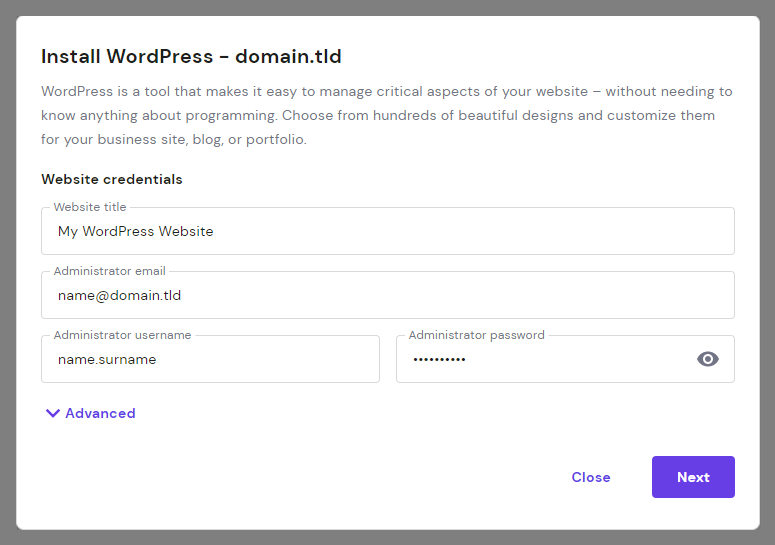 Install WordPress - domain.tld
WordPress is a tool that makes it easy to manage critical aspects of your website – without needing to
know anything about programming. Choose from hundreds of beautiful designs and customize them
for your business site, blog, or portfolio.
Website credentials
Website title
My WordPress Website
Administrator email
name@domain.tld
Administrator username
name.surname
Administrator password
••••••••••
Advanced
Close
Next